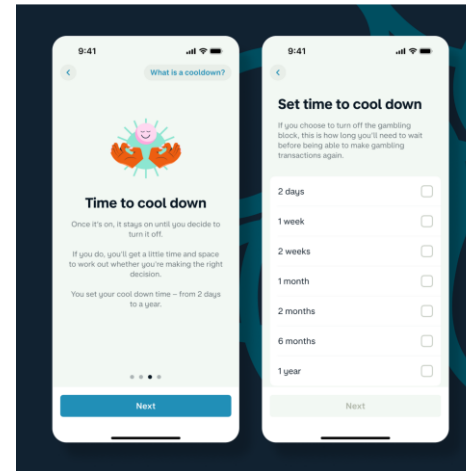 9:41
What is a cooldown?
Time to cool down
Once it's on, it stays on until you decide to
turn it off.
If you do, you'll get a little time and space
to work out whether you're making the right
decision.
You set your cool down time – from 2 days
to a year.
Next
9:41
Set time to cool down
If you choose to turn off the gambling
block, this is how long you'll need to wait
before being able to make gambling
transactions again.
2 days
1 week
2 weeks
1 month
2 months
6 months
1 year
Next